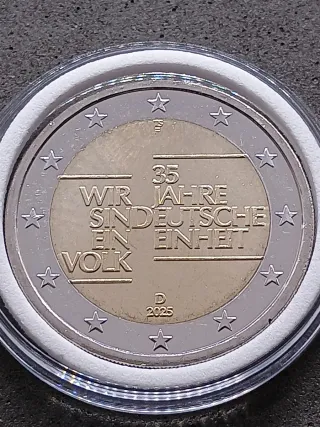 35
WIR JAHRE
SINDEUTSCHE
EIN EINHEIT
VOLK
D
2025